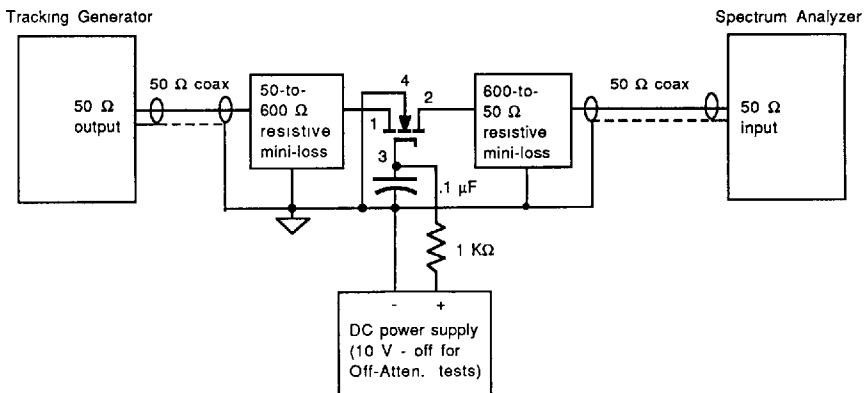 Tracking Generator
Spectrum Analyzer
50 Ω coax
50 Ω
output
50-to-
600 Ω
resistive
mini-loss
4
1
2
3
600-to-
50 Ω
resistive
mini-loss
50 Ω coax
50 Ω
input
.1 µF
1 KΩ
- +
DC power supply
(10 V - off for
Off-Atten. tests)